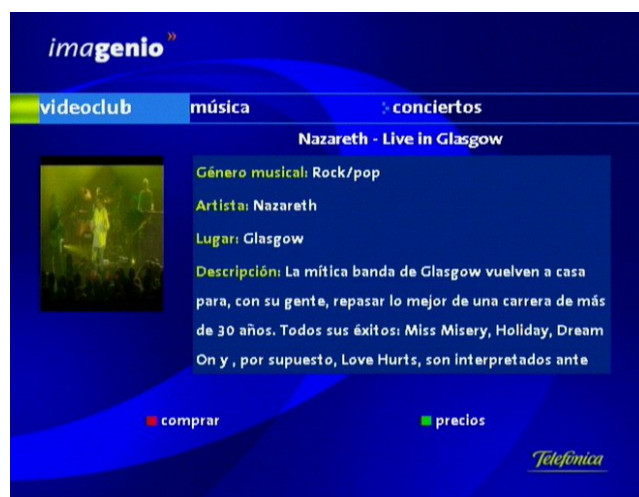 imagenio»
videoclub música conciertos
Nazareth - Live in Glasgow
Género musical: Rock/pop
Artista: Nazareth
Lugar: Glasgow
Descripción: La mítica banda de Glasgow vuelven a casa
para, con su gente, repasar lo mejor de una carrera de más
de 30 años. Todos sus éxitos: Miss Misery, Holiday, Dream
On y , por supuesto, Love Hurts, son interpretados ante
comprar precios
Telefónica